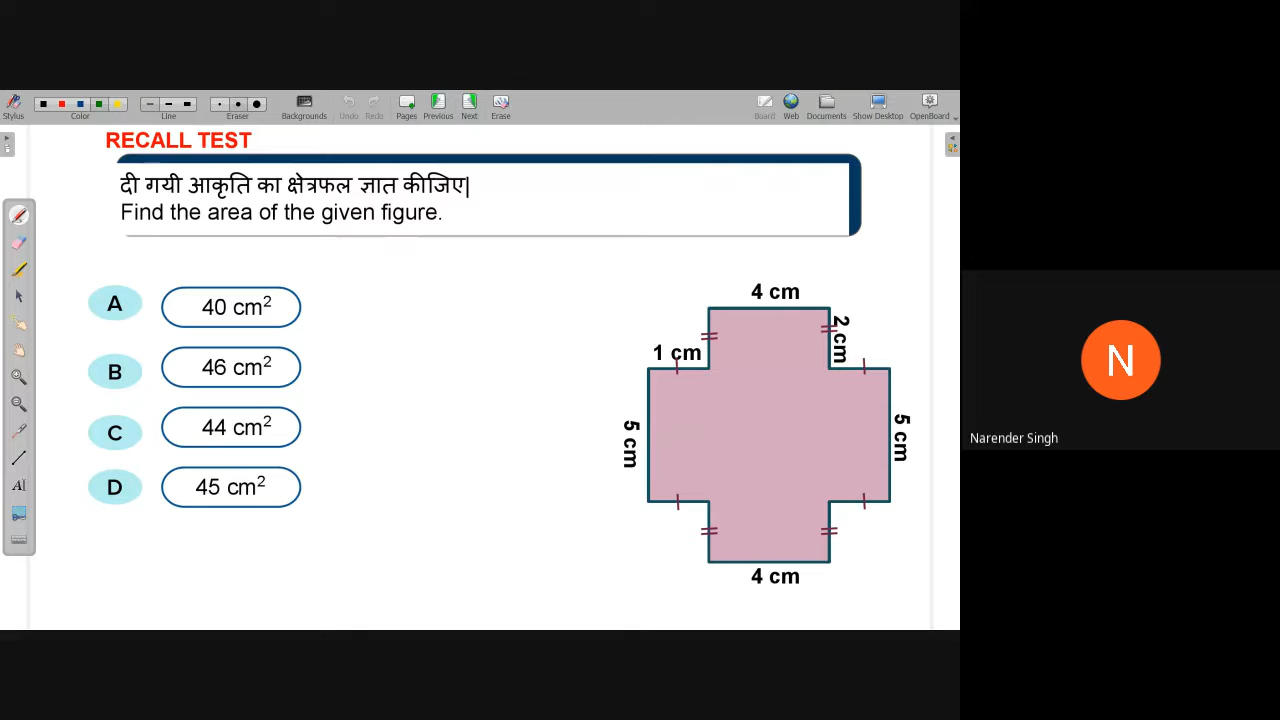 Stylus
Color
Line
Eraser
Backgrounds
Undo
Redo
Pages
Previous
Next
Erase
Board
Web
Documents
Show Desktop
OpenBoard
RECALL TEST
दी गयी आकृति का क्षेत्रफल ज्ञात कीजिए|
Find the area of the given figure.
A 40 cm²
B 46 cm²
C 44 cm²
D 45 cm²
4 cm
2 cm
1 cm
5 cm
5 cm
4 cm
N
Narender Singh